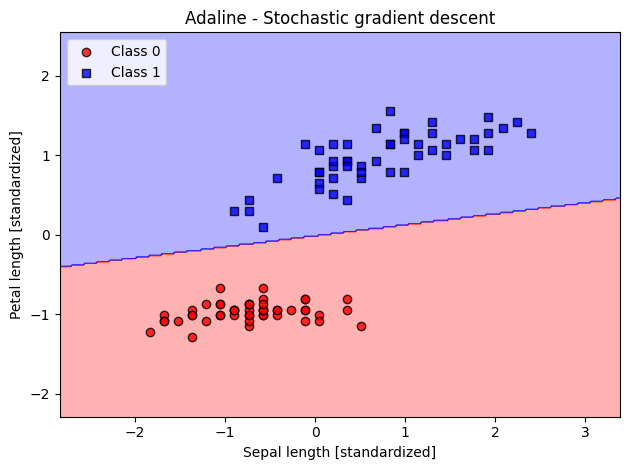 Adaline - Stochastic gradient descent
Class 0
Class 1
2
1
0
−1
−2
Petal length [standardized]
−2 −1 0 1 2 3
Sepal length [standardized]